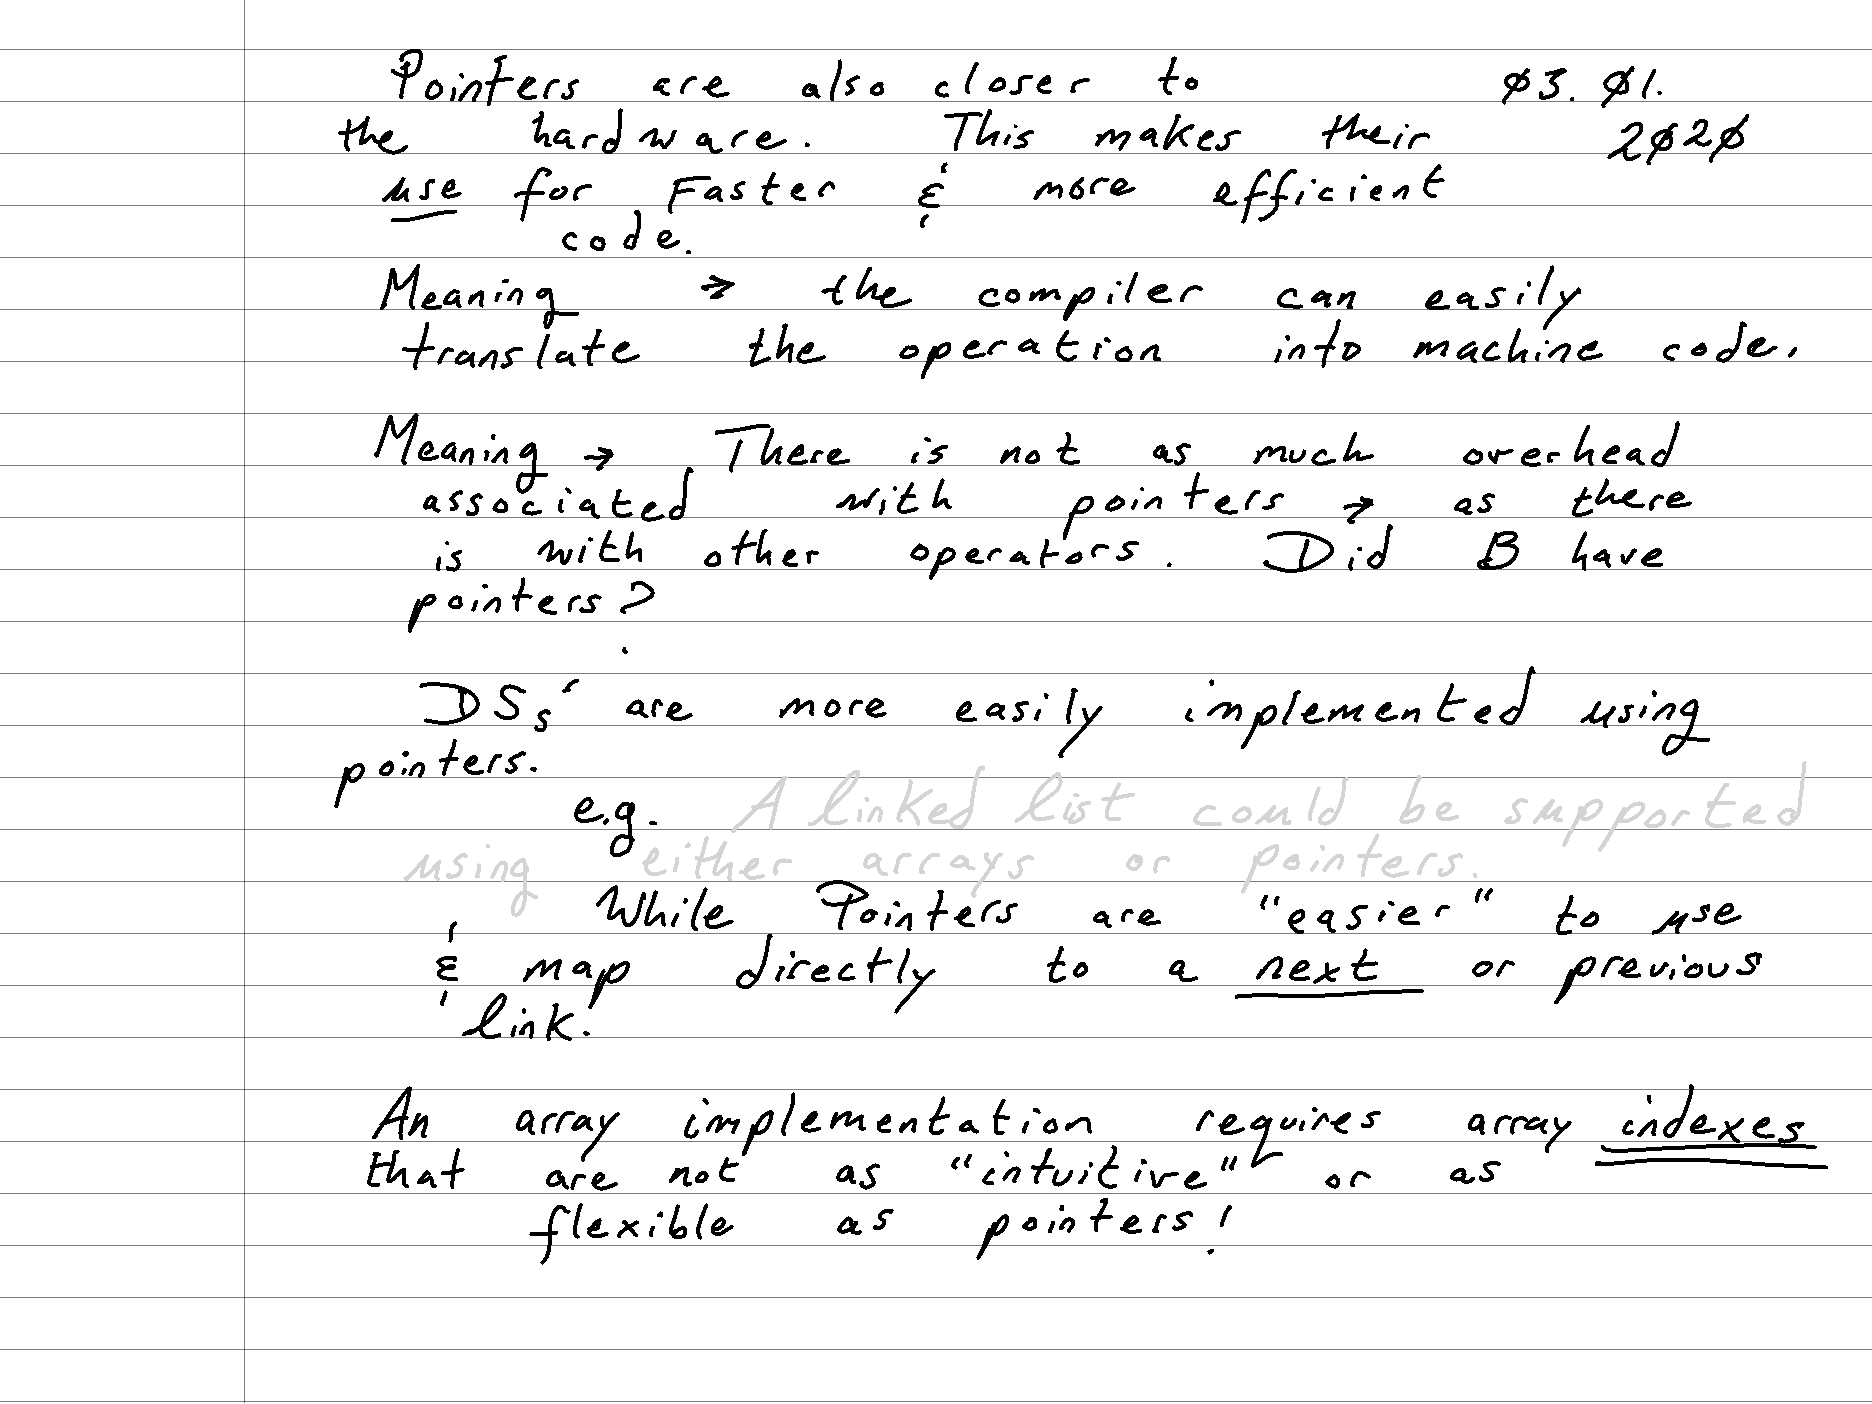 Pointers are also closer to ø3. ø1.
the hardware. This makes their 2ø2ø
use for Faster & more efficient
code.
Meaning → the compiler can easily
translate the operation into machine code.
Meaning → There is not as much overhead
associated with pointers → as there
is with other operators. Did B have
pointers?
DSs' are more easily implemented using
pointers.
e.g. A linked list could be supported
using either arrays or pointers.
While Pointers are "easier" to use
& map directly to a next or previous
link.
An array implementation requires array indexes
that are not as "intuitive" or as
flexible as pointers!